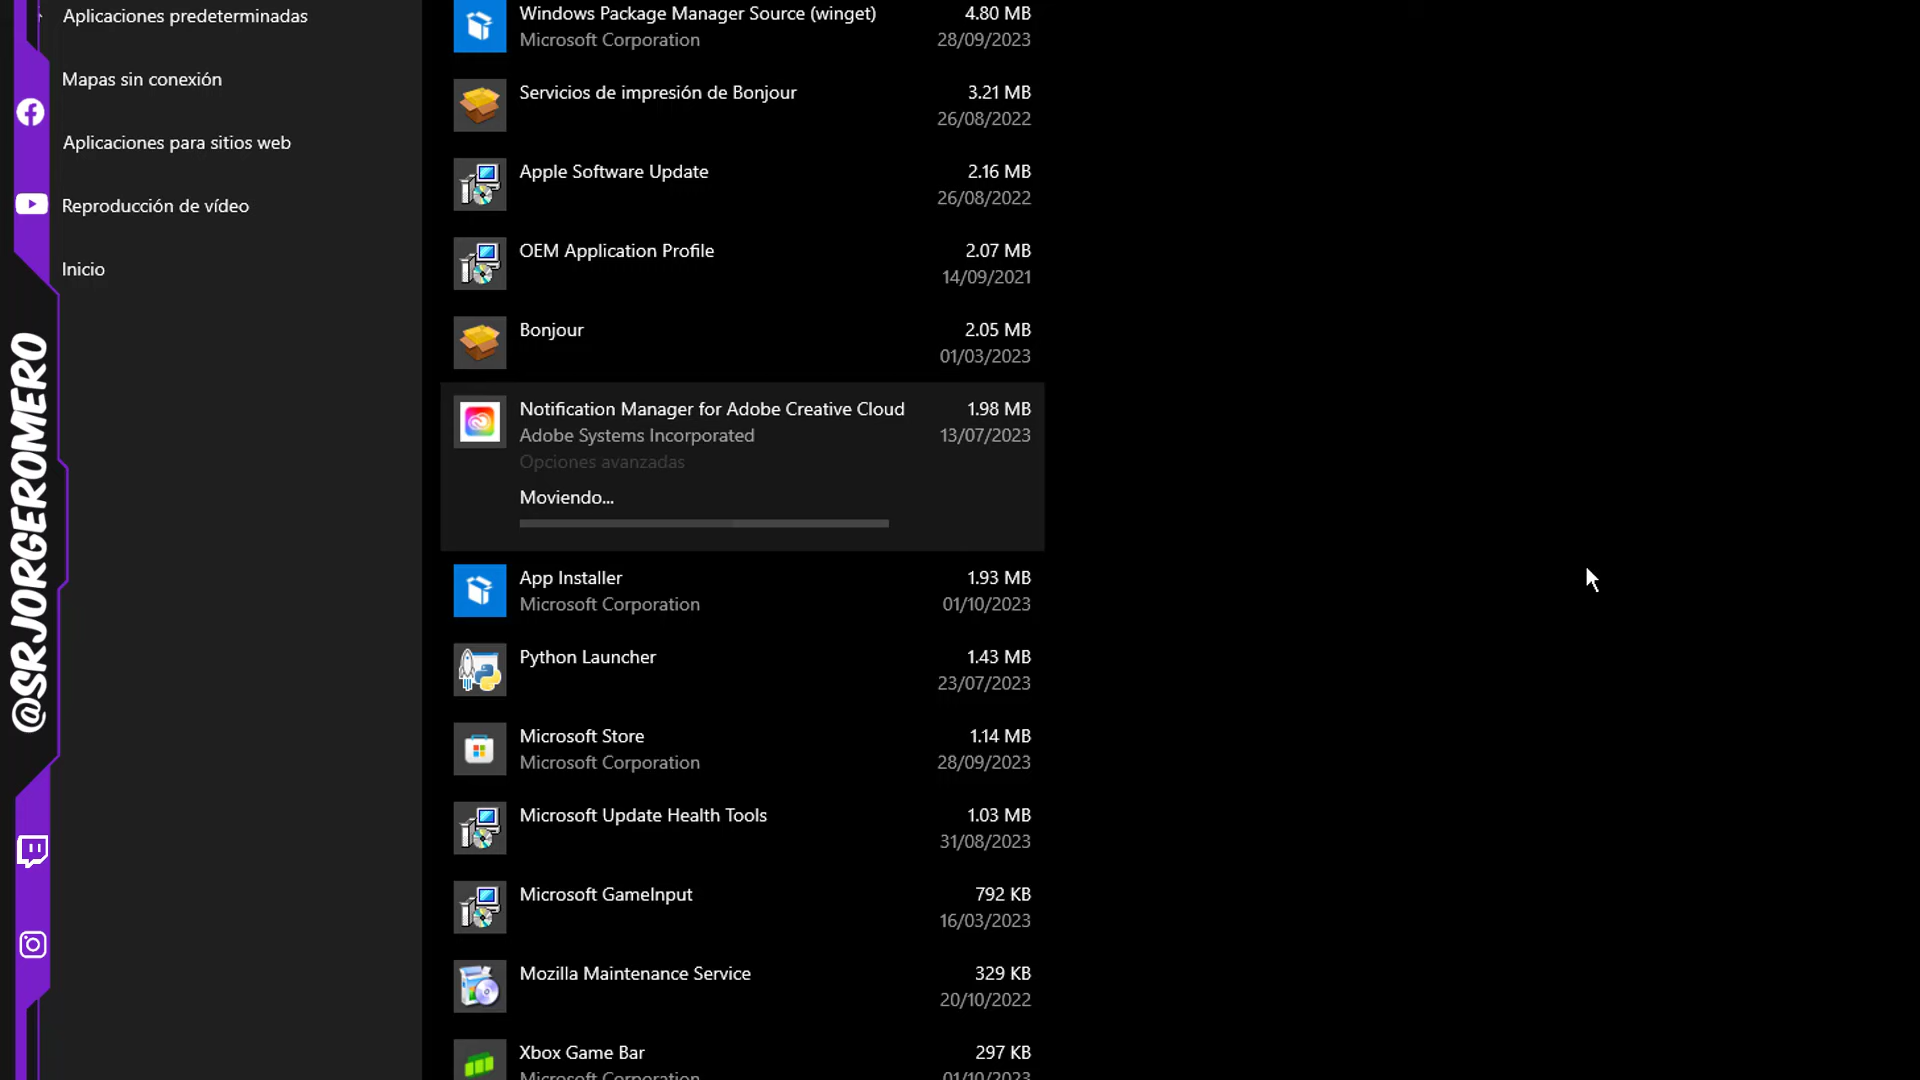 Aplicaciones predeterminadas
Mapas sin conexión
Aplicaciones para sitios web
Reproducción de vídeo
Inicio
@SRJORGEROMERO
Windows Package Manager Source (winget) 4.80 MB
Microsoft Corporation 28/09/2023
Servicios de impresión de Bonjour 3.21 MB
26/08/2022
Apple Software Update 2.16 MB
26/08/2022
OEM Application Profile 2.07 MB
14/09/2021
Bonjour 2.05 MB
01/03/2023
Notification Manager for Adobe Creative Cloud 1.98 MB
Adobe Systems Incorporated 13/07/2023
Opciones avanzadas
Moviendo...
App Installer 1.93 MB
Microsoft Corporation 01/10/2023
Python Launcher 1.43 MB
23/07/2023
Microsoft Store 1.14 MB
Microsoft Corporation 28/09/2023
Microsoft Update Health Tools 1.03 MB
31/08/2023
Microsoft GameInput 792 KB
16/03/2023
Mozilla Maintenance Service 329 KB
20/10/2022
Xbox Game Bar 297 KB
Microsoft Corporation 01/10/2023